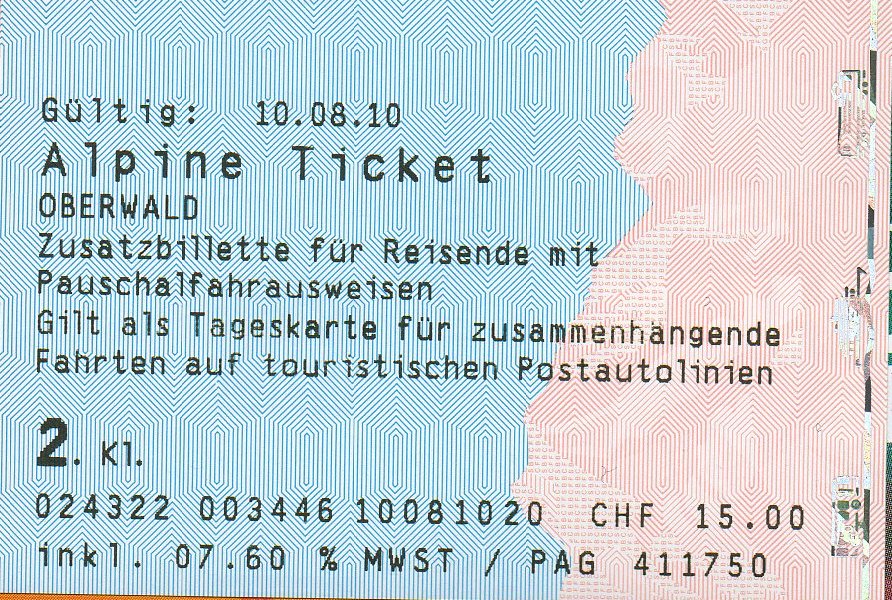 Gültig: 10.08.10
Alpine Ticket
OBERWALD
Zusatzbillette für Reisende mit
Pauschalfahrausweisen
Gilt als Tageskarte für zusammenhängende
Fahrten auf touristischen Postautolinien
2. Kl.
024322 003446 10081020 CHF 15.00
inkl. 07.60 % MWST / PAG 411750